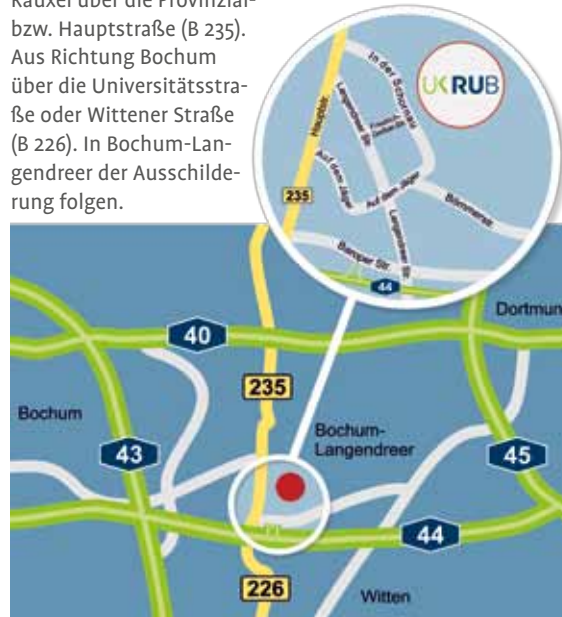 Rauxel über die Provinzial-
bzw. Hauptstraße (B 235).
Aus Richtung Bochum
über die Universitätsstra-
ße oder Wittener Straße
(B 226). In Bochum-Lan-
gendreer der Ausschilde-
rung folgen.
In der Schornau
UKRUB
Hauptstr.
Langendreer Str.
Auf dem Jäger
Auf dem Jäger
235
Langendreer Str.
Baroper Str.
44
Dortmun
40
235
Bochum
Bochum-
Langendreer
43
45
44
226
Witten